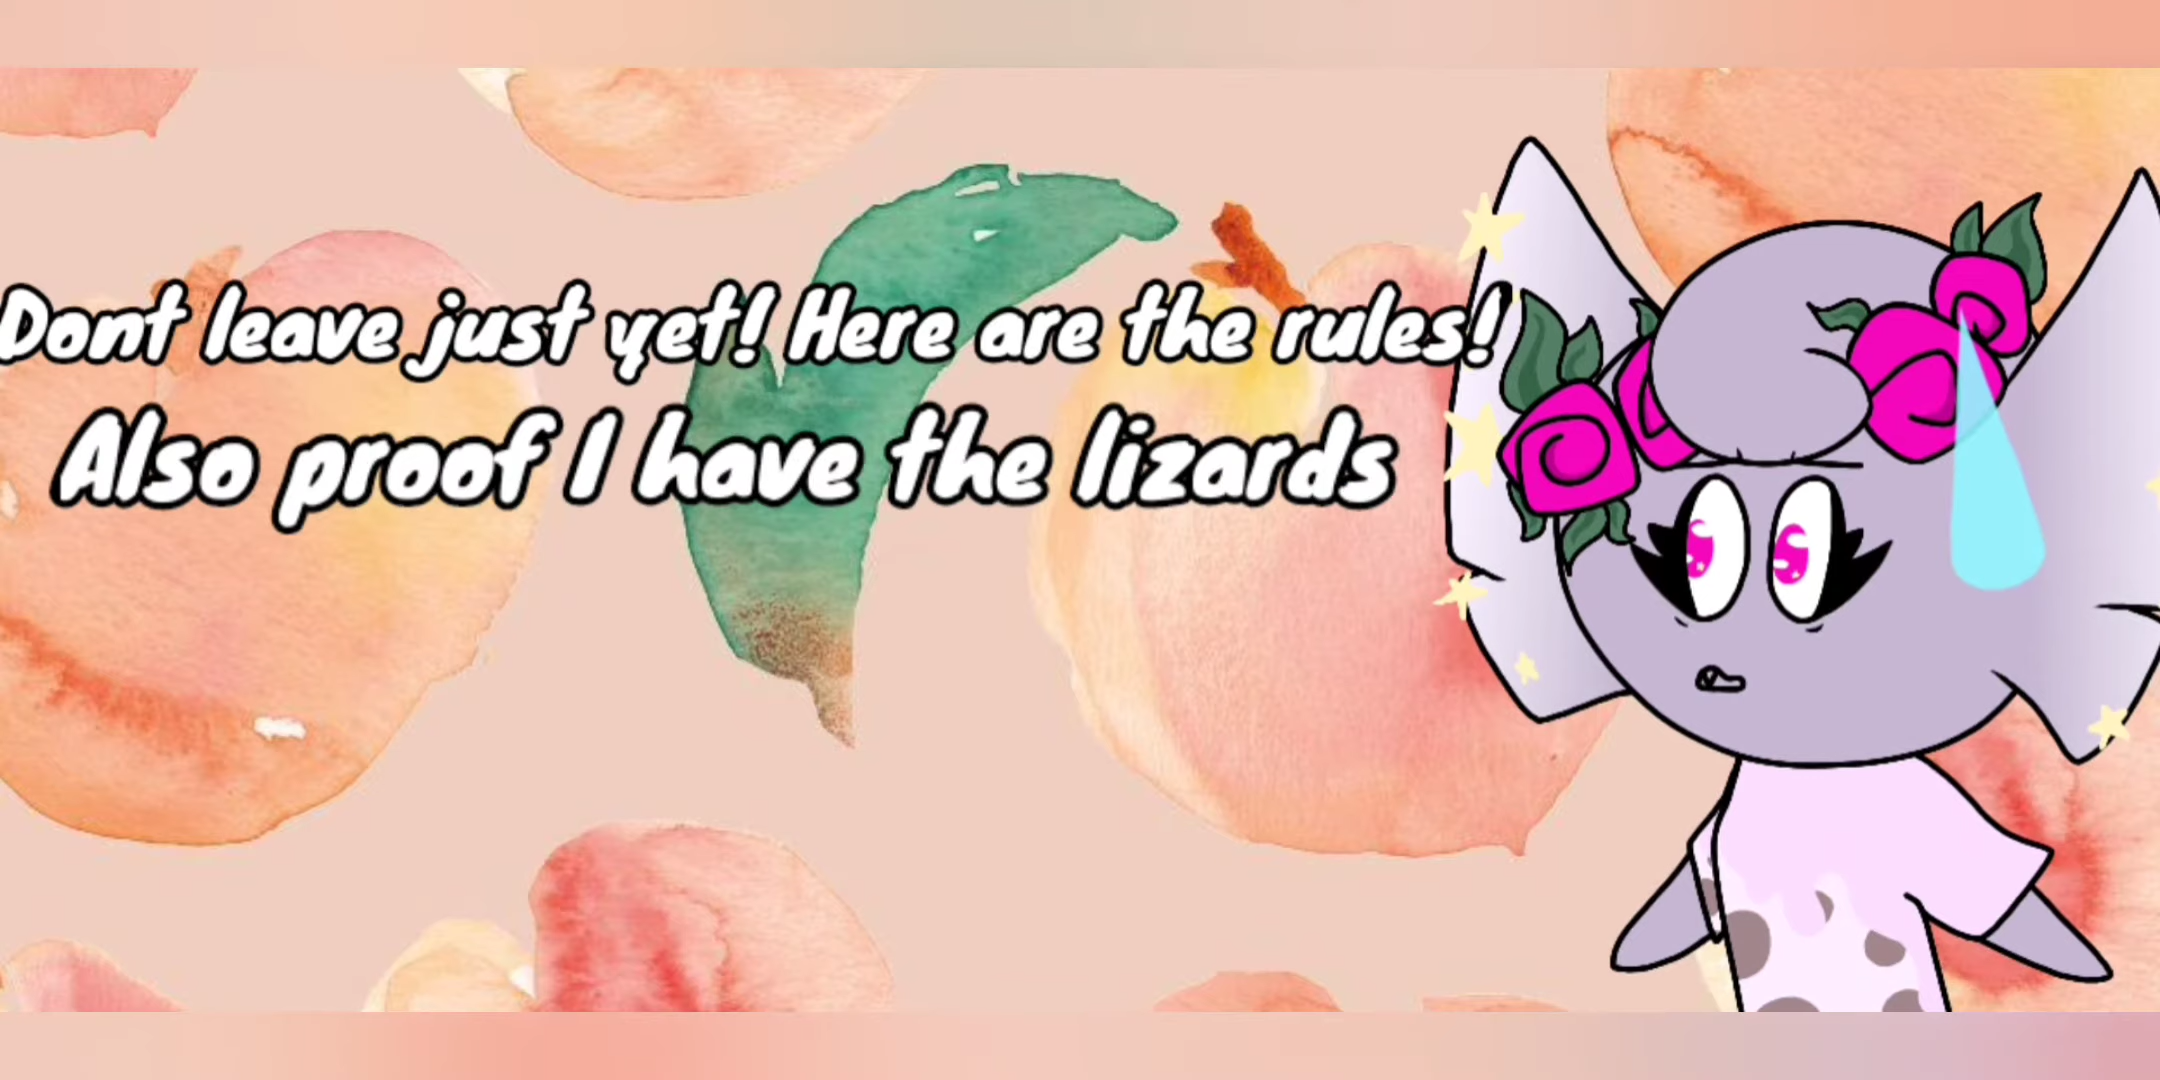 Dont leave just yet! Here are the rules!
Also proof I have the lizards